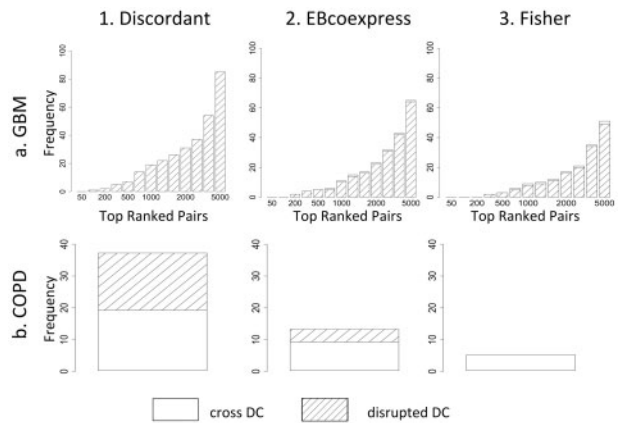 1. Discordant 2. EBcoexpress 3. Fisher
a. GBM
Frequency
0 20 40 60 80 100
0 20 40 60 80 100
0 20 40 60 80 100
50 200 500 1000 2000 5000
50 200 500 1000 2000 5000
50 200 500 1000 2000 5000
Top Ranked Pairs Top Ranked Pairs Top Ranked Pairs
b. COPD
Frequency
0 10 20 30 40
0 10 20 30 40
0 10 20 30 40
cross DC disrupted DC